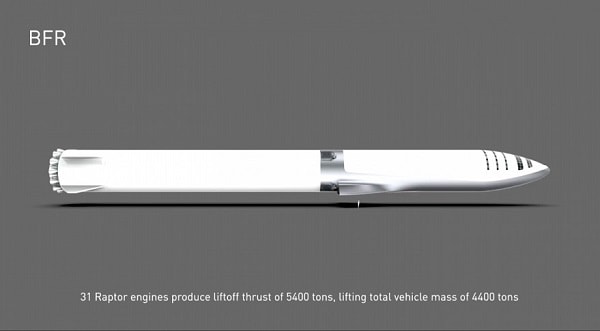 BFR
31 Raptor engines produce liftoff thrust of 5400 tons, lifting total vehicle mass of 4400 tons